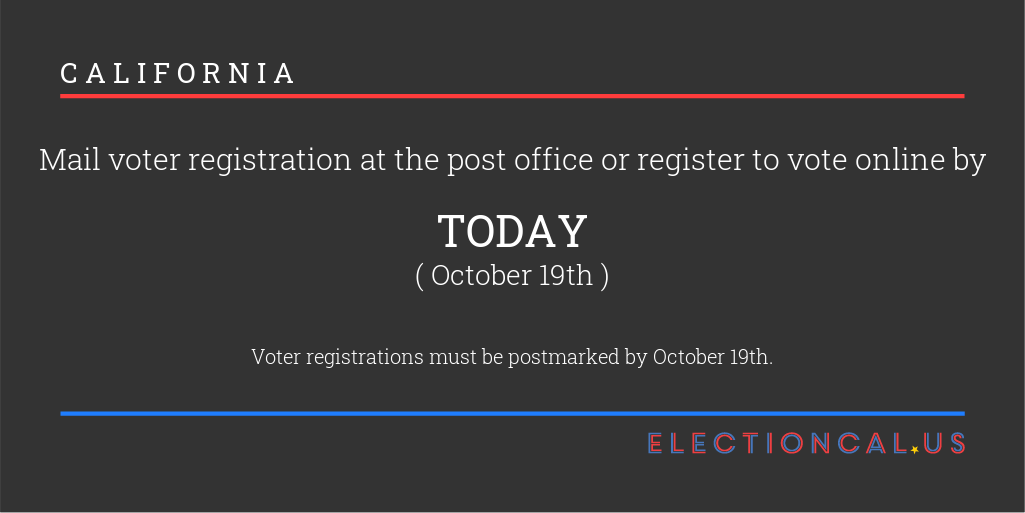 CALIFORNIA
Mail voter registration at the post office or register to vote online by
TODAY
( October 19th )
Voter registrations must be postmarked by October 19th.
ELECTIONCAL.US